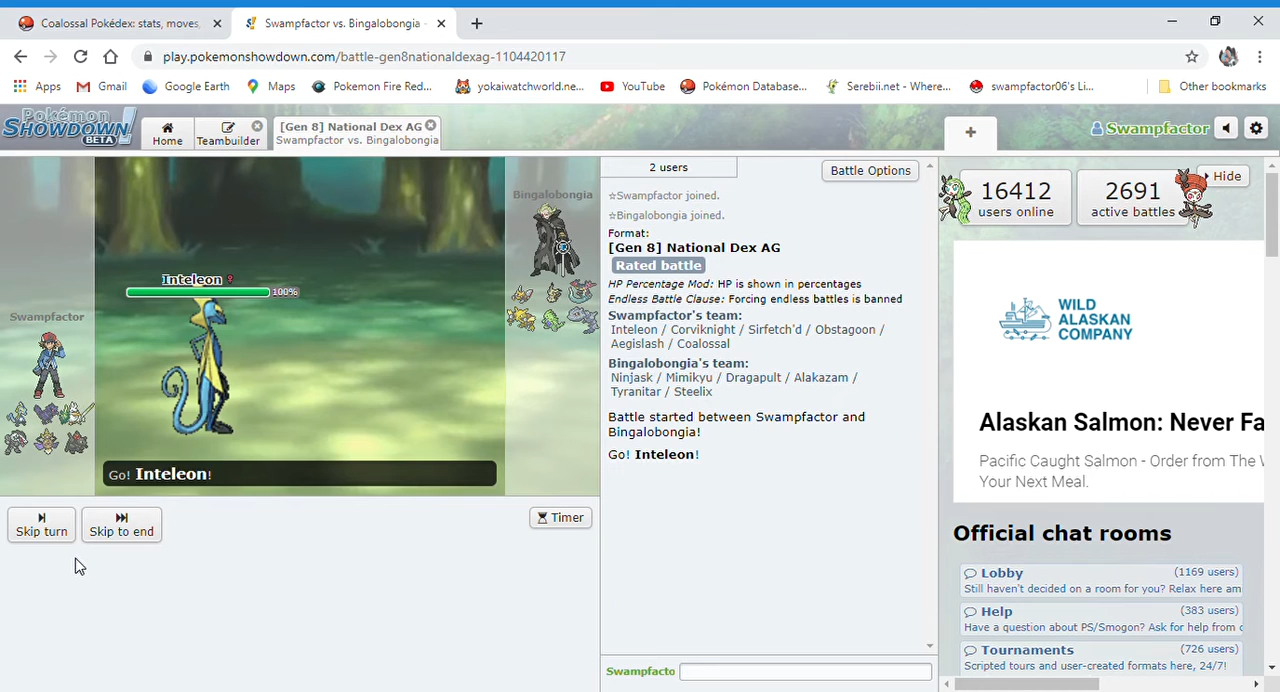 Coalossal Pokédex: stats, moves,
Swampfactor vs. Bingalobongia -
play.pokemonshowdown.com/battle-gen8nationaldexag-1104420117
Apps Gmail Google Earth Maps Pokemon Fire Red... yokaiwatchworld.ne... YouTube Pokémon Database... Serebii.net - Where... swampfactor06's Li... Other bookmarks
Pokémon
SHOWDOWN!
BETA
Home
Teambuilder
[Gen 8] National Dex AG
Swampfactor vs. Bingalobongia
Swampfactor
Swampfactor
Bingalobongia
Inteleon
100%
Go! Inteleon!
Skip turn
Skip to end
Timer
2 users
Battle Options
☆Swampfactor joined.
☆Bingalobongia joined.
Format:
[Gen 8] National Dex AG
Rated battle
HP Percentage Mod: HP is shown in percentages
Endless Battle Clause: Forcing endless battles is banned
Swampfactor's team:
Inteleon / Corviknight / Sirfetch'd / Obstagoon /
Aegislash / Coalossal
Bingalobongia's team:
Ninjask / Mimikyu / Dragapult / Alakazam /
Tyranitar / Steelix
Battle started between Swampfactor and
Bingalobongia!
Go! Inteleon!
Swampfacto
16412
users online
2691
active battles
Hide
WILD
ALASKAN
COMPANY
Alaskan Salmon: Never Fa
Pacific Caught Salmon - Order from The W
Your Next Meal.
Official chat rooms
Lobby (1169 users)
Still haven't decided on a room for you? Relax here am
Help (383 users)
Have a question about PS/Smogon? Ask for help from c
Tournaments (726 users)
Scripted tours and user-created formats here, 24/7!